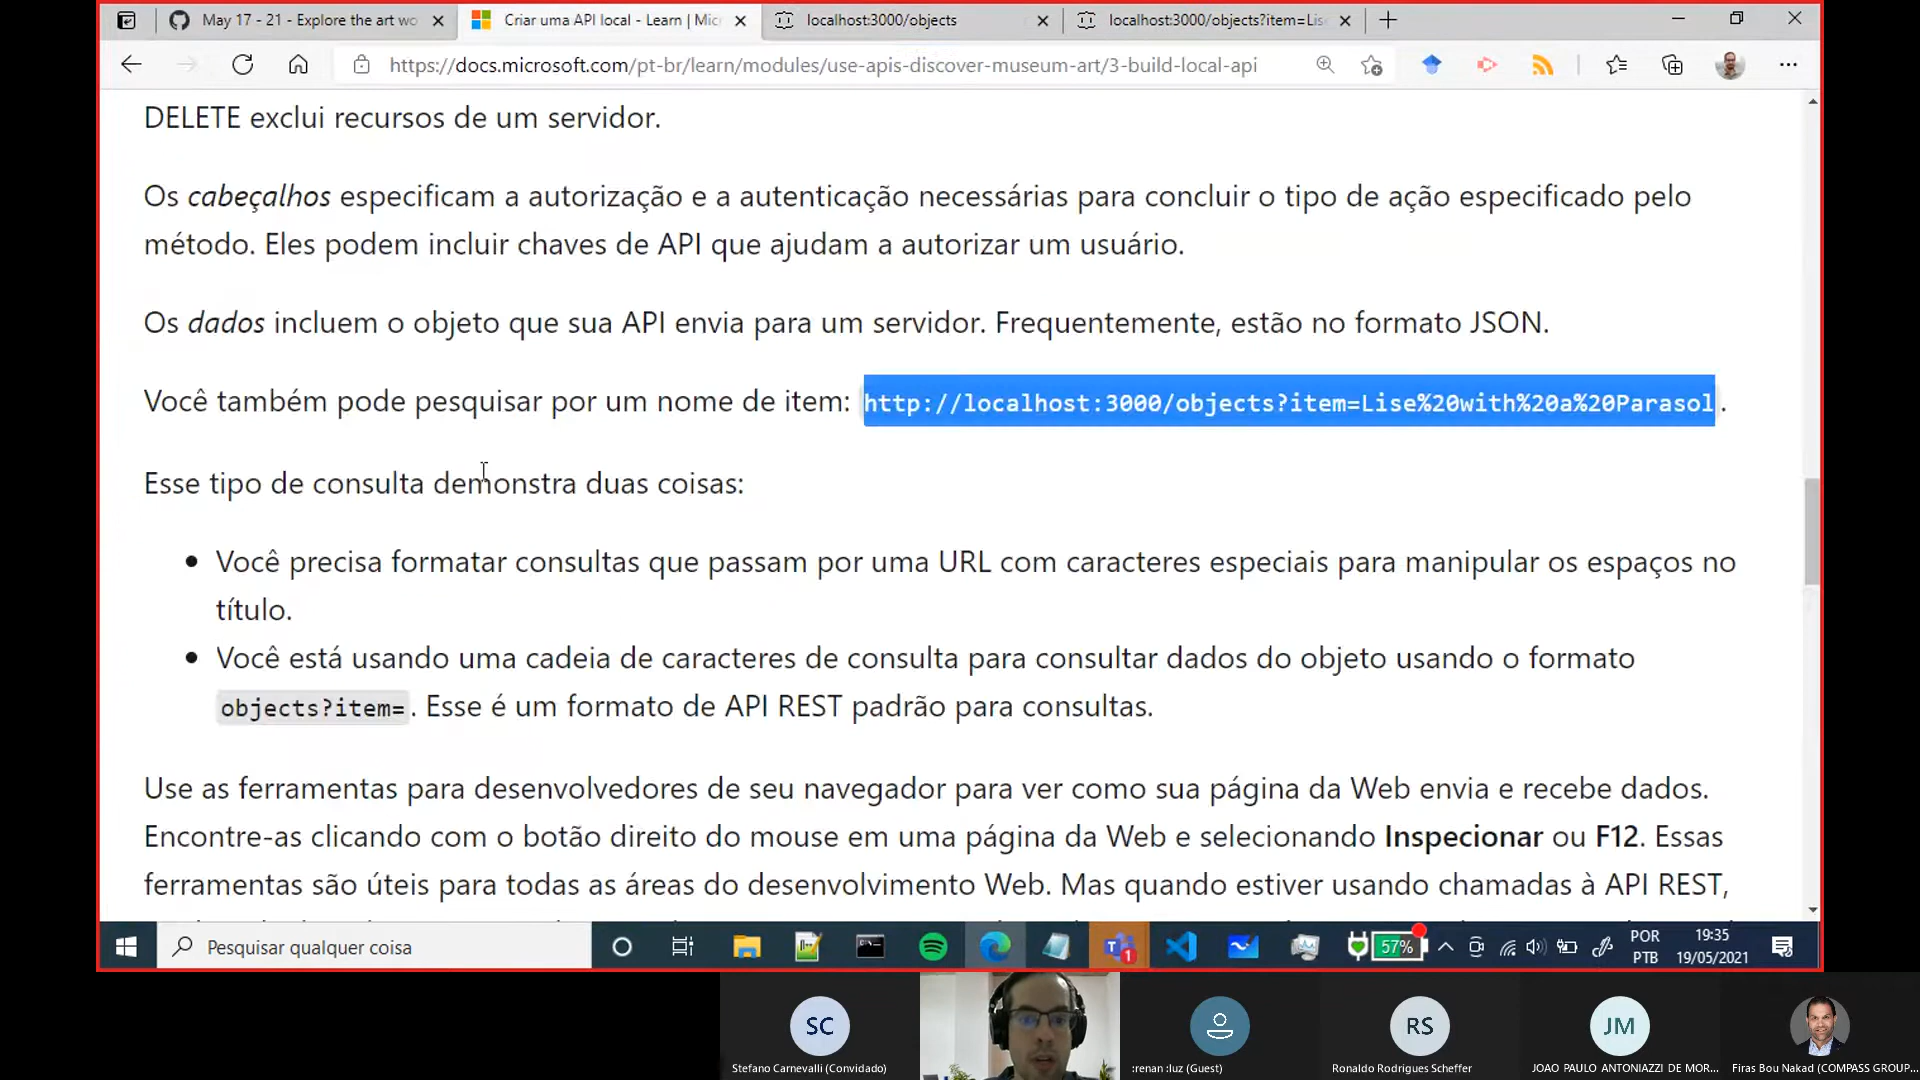 May 17 - 21 - Explore the art wo
Criar uma API local - Learn | Mic
localhost:3000/objects
localhost:3000/objects?item=Lis
https://docs.microsoft.com/pt-br/learn/modules/use-apis-discover-museum-art/3-build-local-api
DELETE exclui recursos de um servidor.
Os cabeçalhos especificam a autorização e a autenticação necessárias para concluir o tipo de ação especificado pelo
método. Eles podem incluir chaves de API que ajudam a autorizar um usuário.
Os dados incluem o objeto que sua API envia para um servidor. Frequentemente, estão no formato JSON.
Você também pode pesquisar por um nome de item: http://localhost:3000/objects?item=Lise%20with%20a%20Parasol .
Esse tipo de consulta demonstra duas coisas:
• Você precisa formatar consultas que passam por uma URL com caracteres especiais para manipular os espaços no
título.
• Você está usando uma cadeia de caracteres de consulta para consultar dados do objeto usando o formato
objects?item= . Esse é um formato de API REST padrão para consultas.
Use as ferramentas para desenvolvedores de seu navegador para ver como sua página da Web envia e recebe dados.
Encontre-as clicando com o botão direito do mouse em uma página da Web e selecionando Inspecionar ou F12. Essas
ferramentas são úteis para todas as áreas do desenvolvimento Web. Mas quando estiver usando chamadas à API REST,
Pesquisar qualquer coisa
1
57%
POR
PTB
19:35
19/05/2021
SC
RS
JM
Stefano Carnevalli (Convidado)
:renan :luz (Guest)
Ronaldo Rodrigues Scheffer
JOAO PAULO ANTONIAZZI DE MOR...
Firas Bou Nakad (COMPASS GROUP...